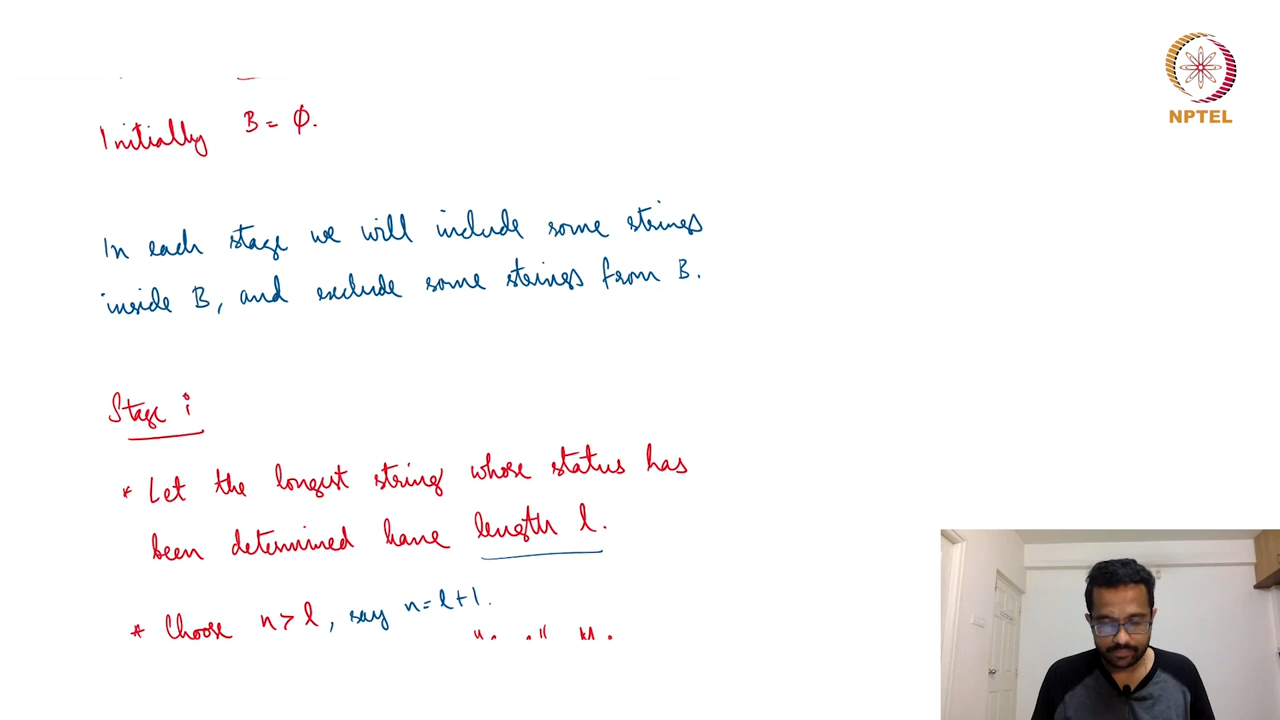 NPTEL
Initially B = ϕ.
In each stage we will include some strings
inside B, and exclude some strings from B.
Stage i
* Let the longest string whose status has
been determined have length l.
* Choose n > l, say n = l+1.